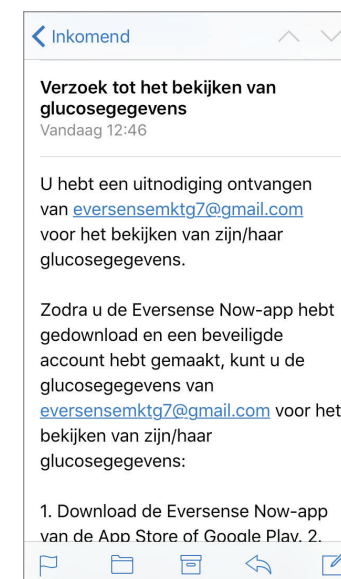 Inkomend
Verzoek tot het bekijken van
glucosegegevens
Vandaag 12:46
U hebt een uitnodiging ontvangen
van eversensemktg7@gmail.com
voor het bekijken van zijn/haar
glucosegegevens.
Zodra u de Eversense Now-app hebt
gedownload en een beveiligde
account hebt gemaakt, kunt u de
glucosegegevens van
eversensemktg7@gmail.com voor het
bekijken van zijn/haar
glucosegegevens:
1. Download de Eversense Now-app
van de App Store of Google Play. 2.